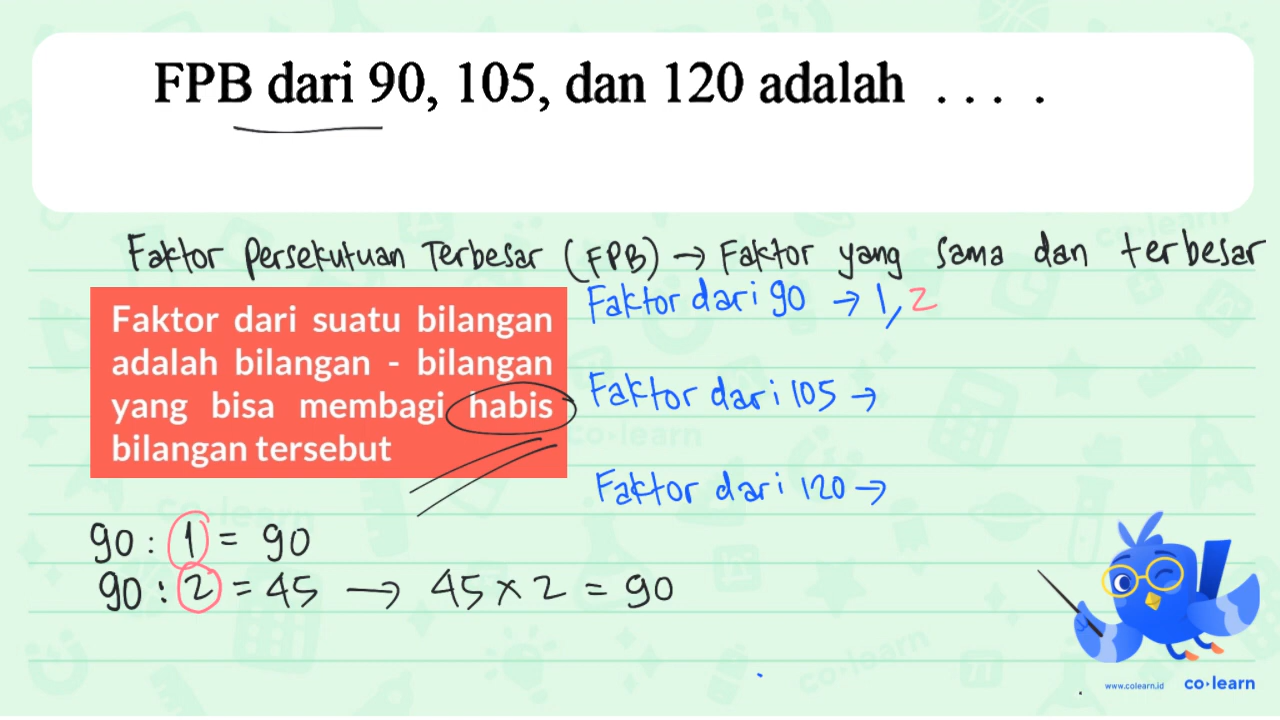 FPB dari 90, 105, dan 120 adalah . . . .
Faktor Persekutuan Terbesar (FPB) → Faktor yang sama dan terbesar
Faktor dari suatu bilangan
adalah bilangan - bilangan
yang bisa membagi habis
bilangan tersebut
Faktor dari 90 → 1, 2
Faktor dari 105 →
Faktor dari 120 →
90 : 1 = 90
90 : 2 = 45 → 45 × 2 = 90
www.colearn.id co·learn